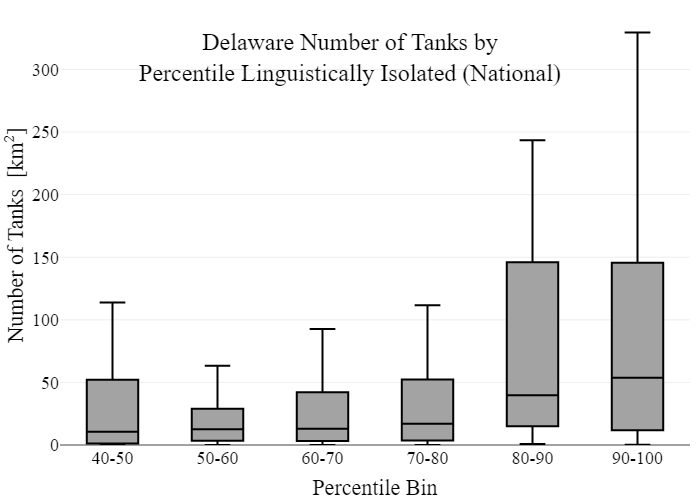 Delaware Number of Tanks by
Percentile Linguistically Isolated (National)
Number of Tanks [km²]
300
250
200
150
100
50
0
40-50 50-60 60-70 70-80 80-90 90-100
Percentile Bin